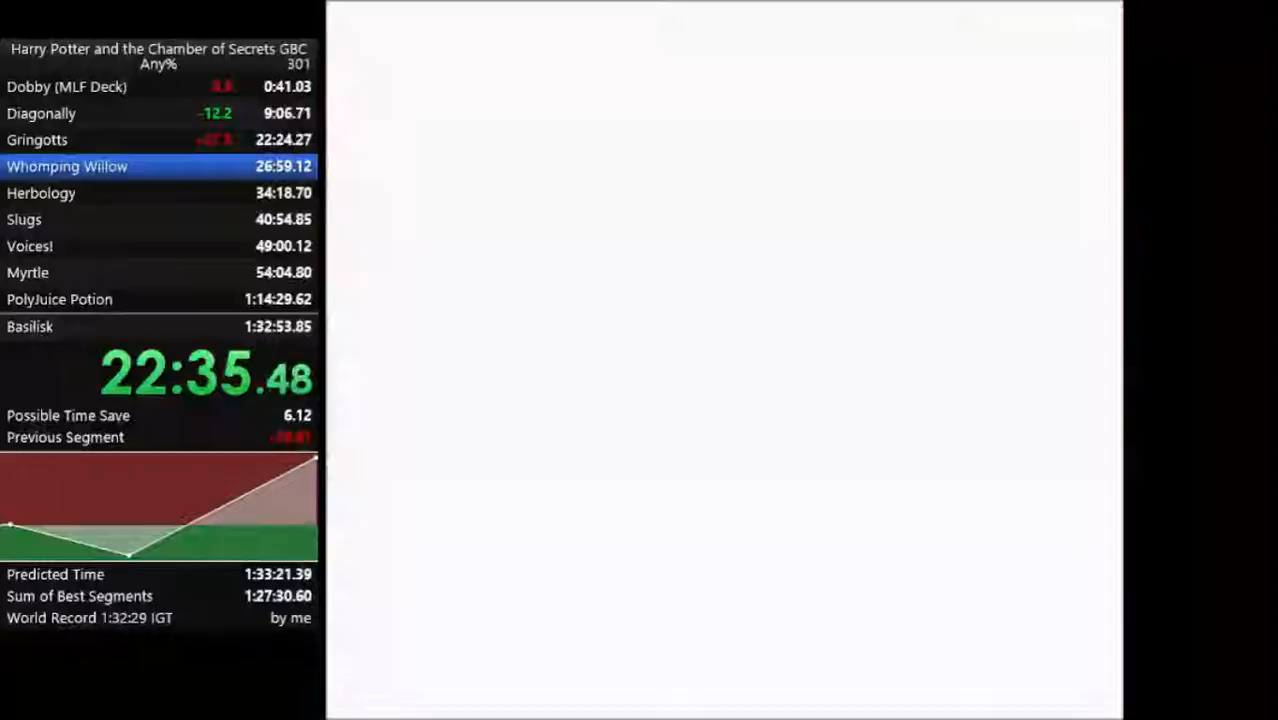 Harry Potter and the Chamber of Secrets GBC
Any% 301
Dobby (MLF Deck) 0:41.03
Diagonally -12.2 9:06.71
Gringotts 22:24.27
Whomping Willow 26:59.12
Herbology 34:18.70
Slugs 40:54.85
Voices! 49:00.12
Myrtle 54:04.80
PolyJuice Potion 1:14:29.62
Basilisk 1:32:53.85
22:35.48
Possible Time Save 6.12
Previous Segment
Predicted Time 1:33:21.39
Sum of Best Segments 1:27:30.60
World Record 1:32:29 IGT by me